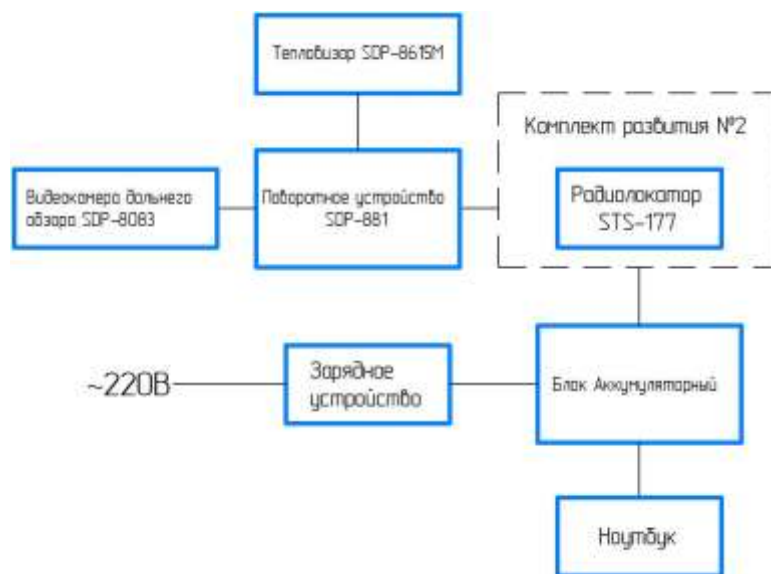 Тепловизор SDP-8615М
Комплект развития №2
Видеокамера дальнего
обзора SDP-8083
Поворотное устройство
SDP-881
Радиолокатор
STS-177
~220В
Зарядное
устройство
Блок Аккумуляторный
Ноутбук